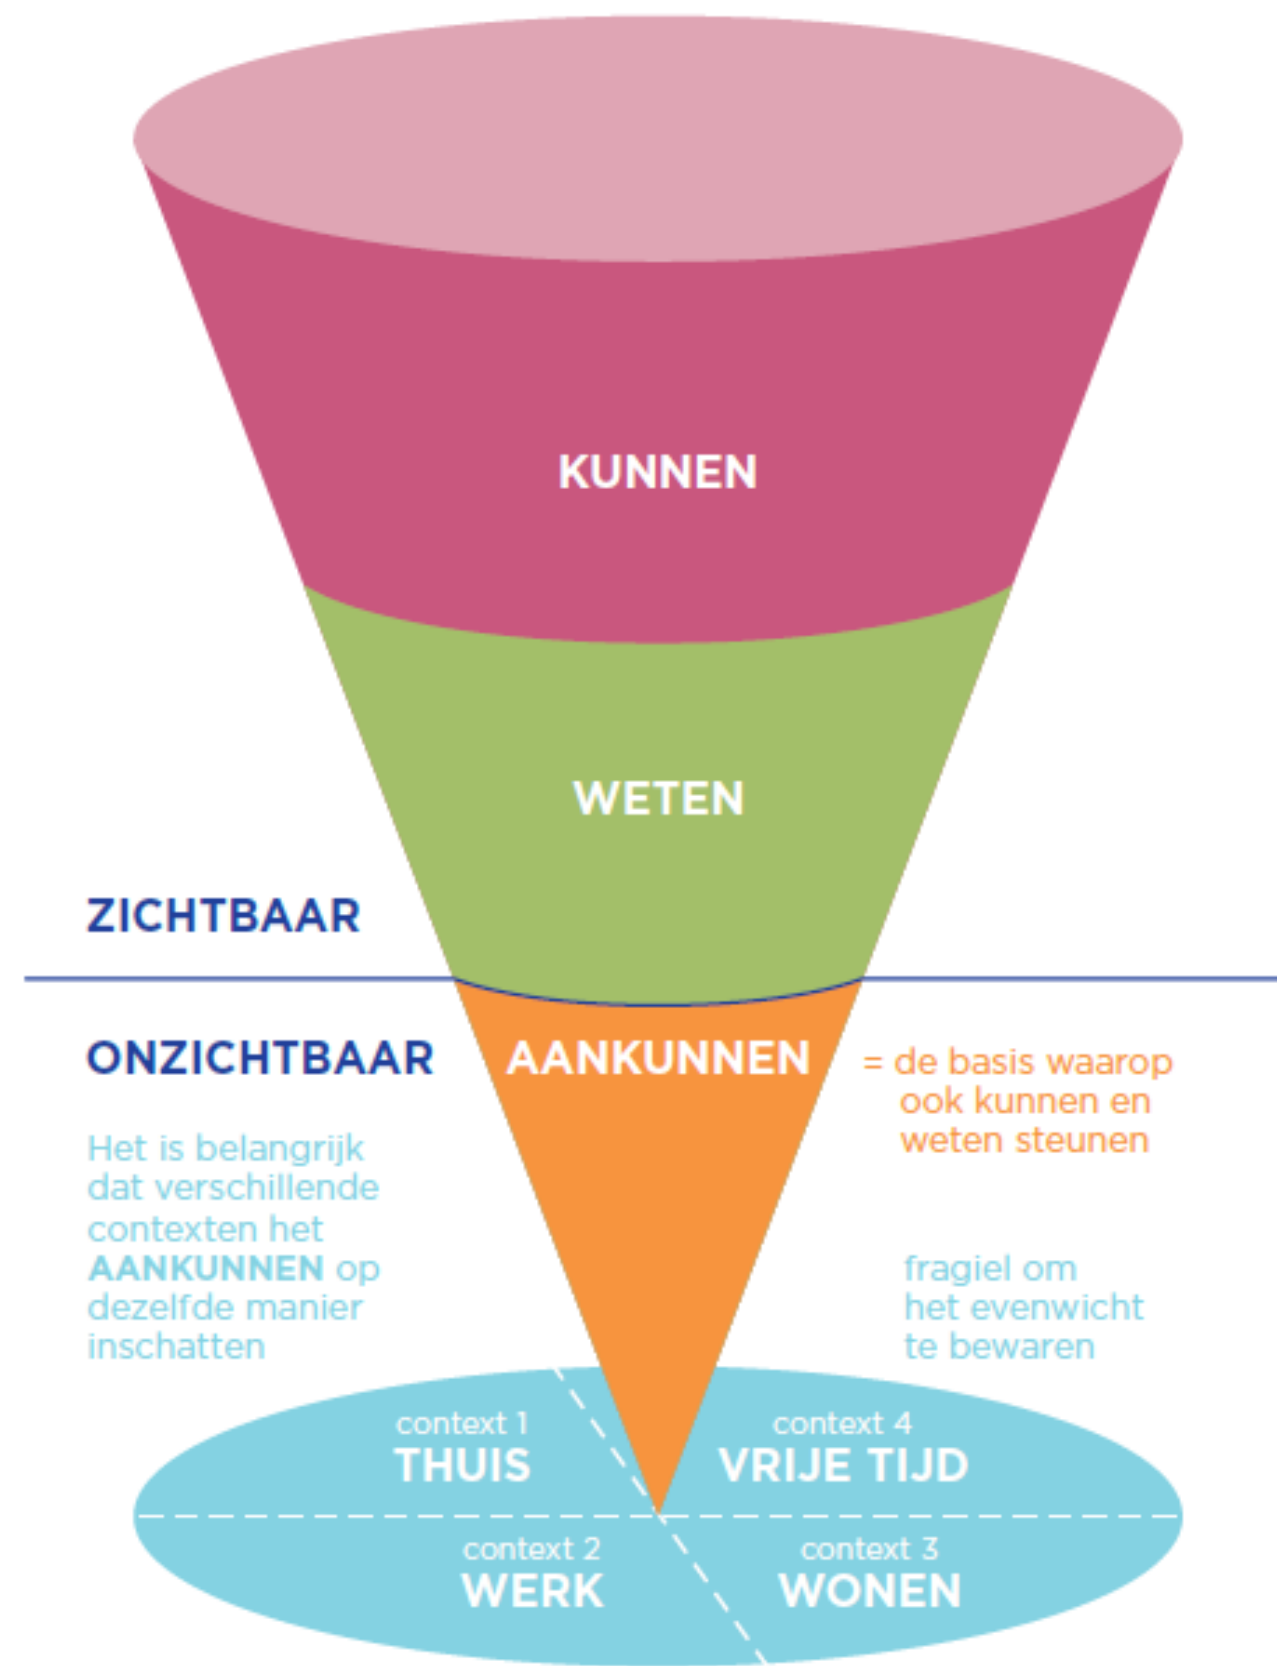 KUNNEN
WETEN
ZICHTBAAR
ONZICHTBAAR
AANKUNNEN
= de basis waarop
ook kunnen en
weten steunen
Het is belangrijk
dat verschillende
contexten het
AANKUNNEN op
dezelfde manier
inschatten
fragiel om
het evenwicht
te bewaren
context 1
THUIS
context 4
VRIJE TIJD
context 2
WERK
context 3
WONEN